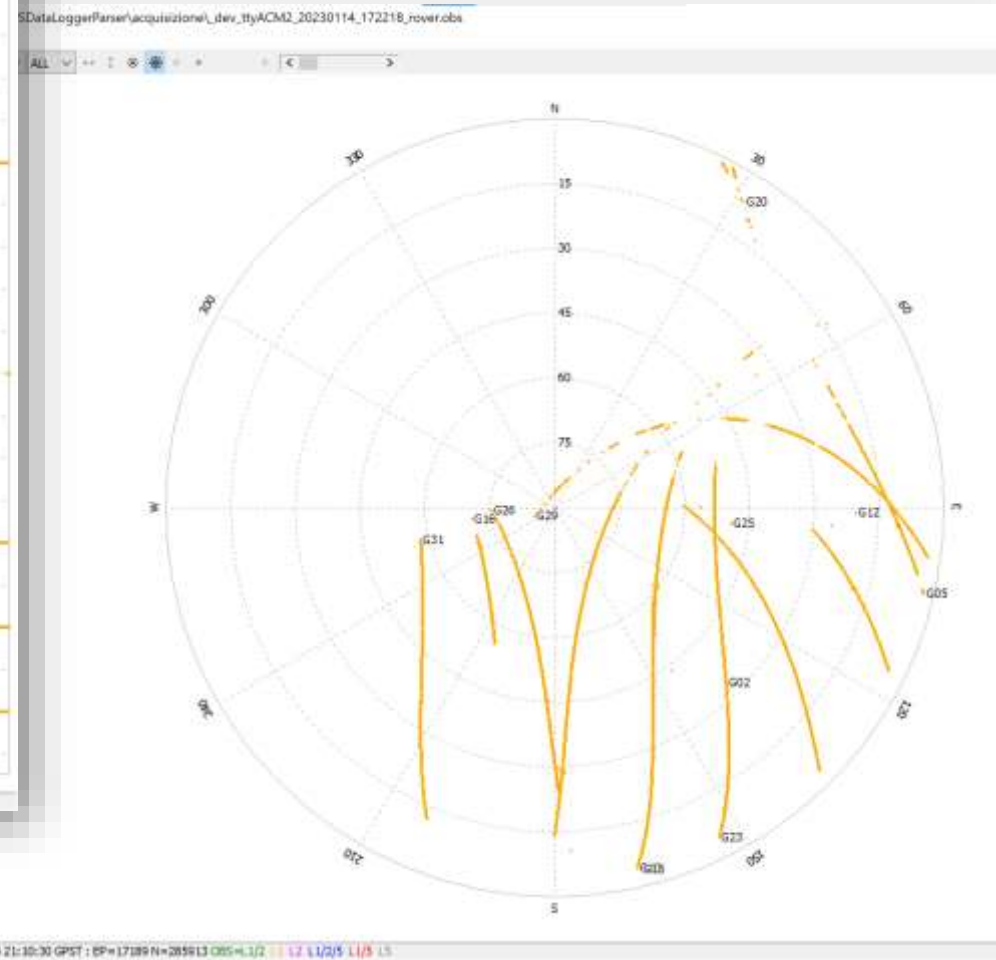 SDataLoggerParser\acquisizione\_dev_ttyACM2_20230114_172218_rover.obs
ALL
N
330
30
15
G20
30
300
60
45
60
75
W
G16
G26
G29
G25
G12
E
G31
G05
G02
240
120
G23
210
150
S
21:10:30 GPST : EP=17189 N=285913 OBS=L1/2 L1 L2 L1/2/5 L1/5 L5